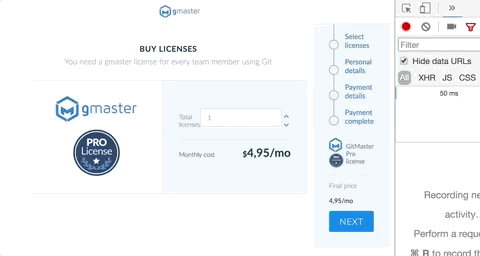 gmaster
BUY LICENSES
You need a gmaster license for every team member using Git
gmaster
PRO
License
Total
licenses
1
Monthly cost
$4,95/mo
Select
licenses
Personal
details
Payment
details
Payment
complete
GitMaster
Pro
license
Final price
4,95/mo
NEXT
Filter
Hide data URLs
All XHR JS CSS
50 ms
Recording ne
activity…
Perform a reque
⌘ R to record th